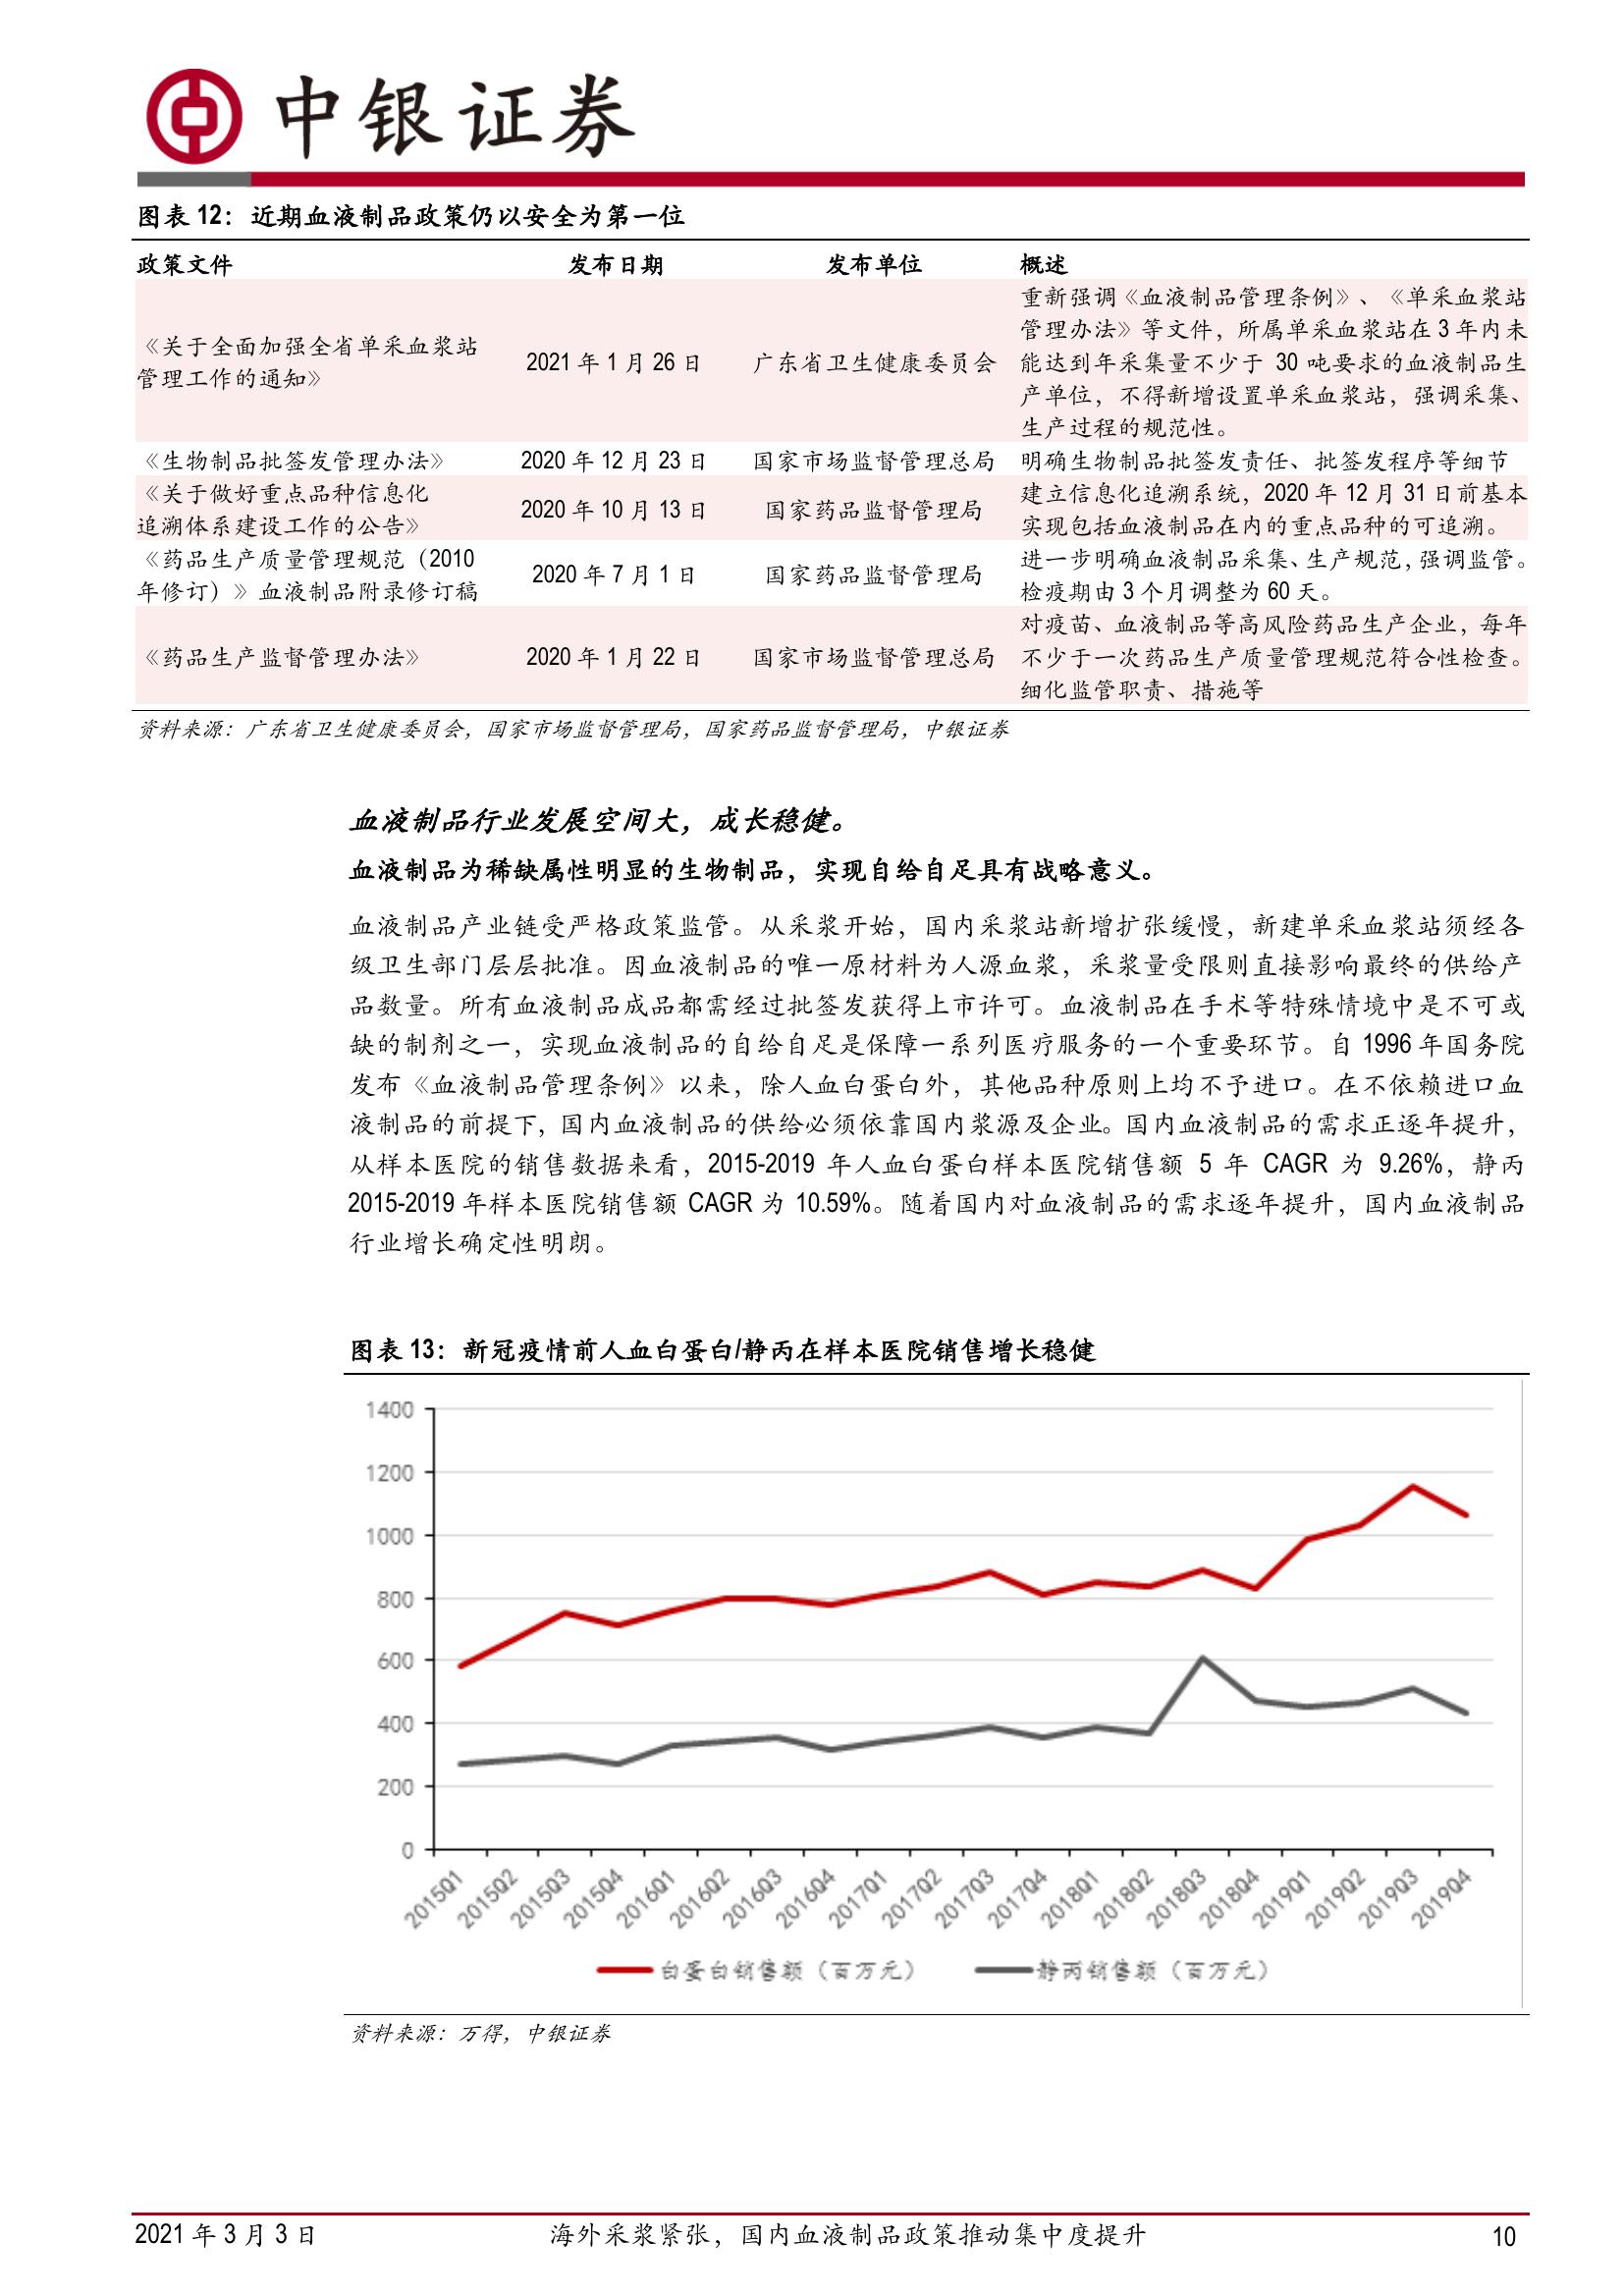 中银证券
图表 12：近期血液制品政策仍以安全为第一位
政策文件 发布日期 发布单位 概述
《关于全面加强全省单采血浆站
管理工作的通知》
2021 年 1 月 26 日
广东省卫生健康委员会
重新强调《血液制品管理条例》、《单采血浆站
管理办法》等文件，所属单采血浆站在 3 年内未
能达到年采集量不少于 30 吨要求的血液制品生
产单位，不得新增设置单采血浆站，强调采集、
生产过程的规范性。
《生物制品批签发管理办法》 2020 年 12 月 23 日 国家市场监督管理总局 明确生物制品批签发责任、批签发程序等细节
《关于做好重点品种信息化
追溯体系建设工作的公告》
2020 年 10 月 13 日
国家药品监督管理局
建立信息化追溯系统，2020 年 12 月 31 日前基本
实现包括血液制品在内的重点品种的可追溯。
《药品生产质量管理规范（2010
年修订）》血液制品附录修订稿
2020 年 7 月 1 日
国家药品监督管理局
进一步明确血液制品采集、生产规范，强调监管。
检疫期由 3 个月调整为 60 天。
《药品生产监督管理办法》
2020 年 1 月 22 日
国家市场监督管理总局
对疫苗、血液制品等高风险药品生产企业，每年
不少于一次药品生产质量管理规范符合性检查。
细化监管职责、措施等
资料来源：广东省卫生健康委员会，国家市场监督管理局，国家药品监督管理局，中银证券
血液制品行业发展空间大，成长稳健。
血液制品为稀缺属性明显的生物制品，实现自给自足具有战略意义。
血液制品产业链受严格政策监管。从采浆开始，国内采浆站新增扩张缓慢，新建单采血浆站须经各
级卫生部门层层批准。因血液制品的唯一原材料为人源血浆，采浆量受限则直接影响最终的供给产
品数量。所有血液制品成品都需经过批签发获得上市许可。血液制品在手术等特殊情境中是不可或
缺的制剂之一，实现血液制品的自给自足是保障一系列医疗服务的一个重要环节。自 1996 年国务院
发布《血液制品管理条例》以来，除人血白蛋白外，其他品种原则上均不予进口。在不依赖进口血
液制品的前提下，国内血液制品的供给必须依靠国内浆源及企业。国内血液制品的需求正逐年提升，
从样本医院的销售数据来看，2015-2019 年人血白蛋白样本医院销售额 5 年 CAGR 为 9.26%，静丙
2015-2019 年样本医院销售额 CAGR 为 10.59%。随着国内对血液制品的需求逐年提升，国内血液制品
行业增长确定性明朗。
图表 13：新冠疫情前人血白蛋白/静丙在样本医院销售增长稳健
1400
1200
1000
800
600
400
200
0
2015Q1 2015Q2 2015Q3 2015Q4 2016Q1 2016Q2 2016Q3 2016Q4 2017Q1 2017Q2 2017Q3 2017Q4 2018Q1 2018Q2 2018Q3 2018Q4 2019Q1 2019Q2 2019Q3 2019Q4
白蛋白销售额（百万元） 静丙销售额（百万元）
资料来源：万得，中银证券
2021 年 3 月 3 日 海外采浆紧张，国内血液制品政策推动集中度提升 10